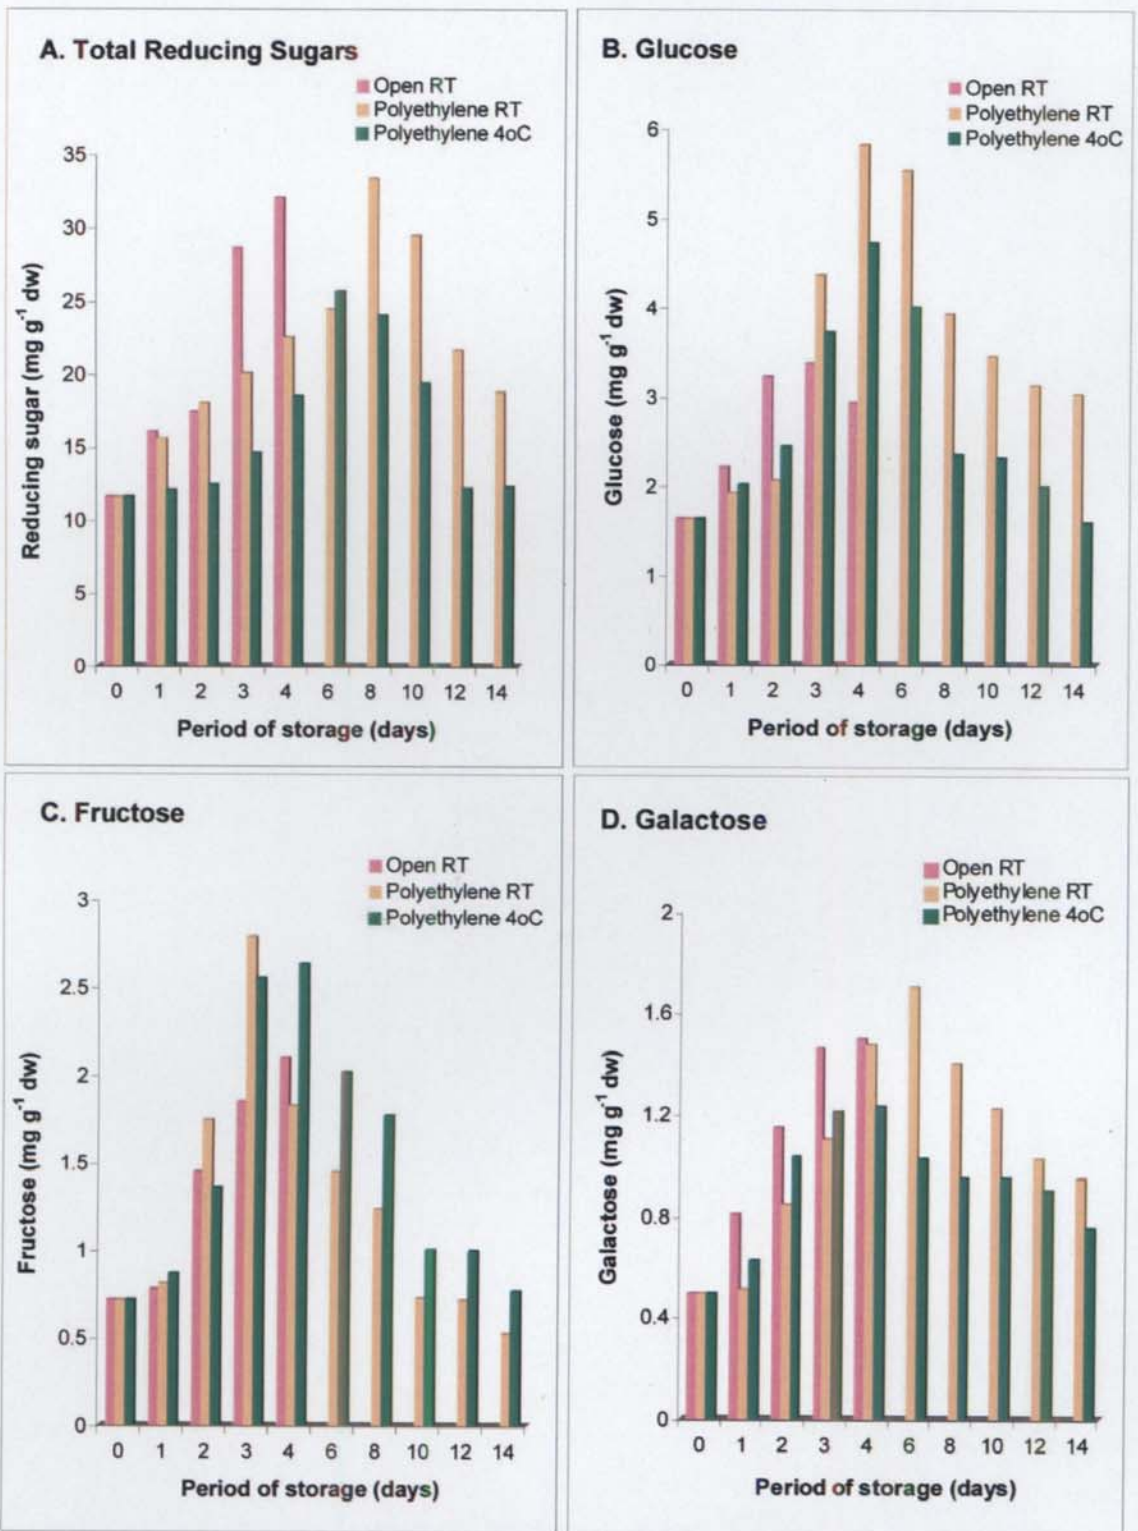 A. Total Reducing Sugars
Open RT
Polyethylene RT
Polyethylene 4oC
35
30
25
20
15
10
5
0
Reducing sugar (mg g⁻¹ dw)
0 1 2 3 4 6 8 10 12 14
Period of storage (days)
B. Glucose
Open RT
Polyethylene RT
Polyethylene 4oC
6
5
4
3
2
1
0
Glucose (mg g⁻¹ dw)
0 1 2 3 4 6 8 10 12 14
Period of storage (days)
C. Fructose
Open RT
Polyethylene RT
Polyethylene 4oC
3
2.5
2
1.5
1
0.5
0
Fructose (mg g⁻¹ dw)
0 1 2 3 4 6 8 10 12 14
Period of storage (days)
D. Galactose
Open RT
Polyethylene RT
Polyethylene 4oC
2
1.6
1.2
0.8
0.4
0
Galactose (mg g⁻¹ dw)
0 1 2 3 4 6 8 10 12 14
Period of storage (days)